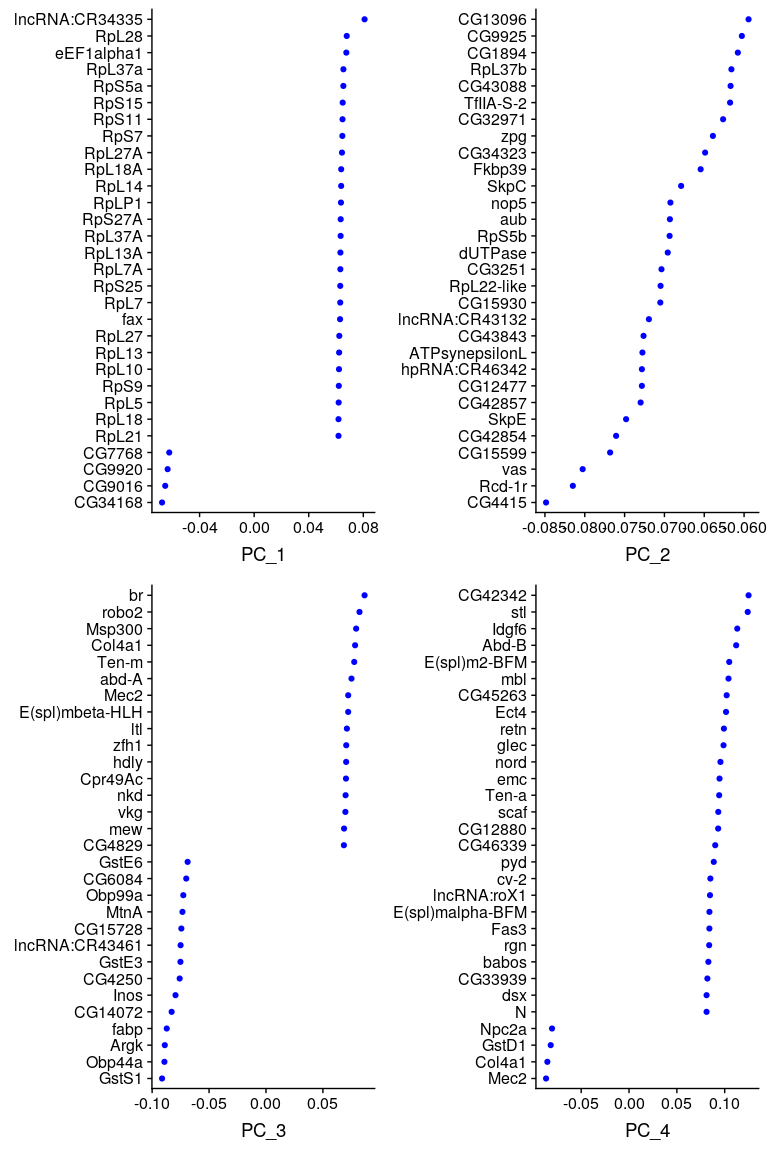 lncRNA:CR34335
RpL28
eEF1alpha1
RpL37a
RpS5a
RpS15
RpS11
RpS7
RpL27A
RpL18A
RpL14
RpLP1
RpS27A
RpL37A
RpL13A
RpL7A
RpS25
RpL7
fax
RpL27
RpL13
RpL10
RpS9
RpL5
RpL18
RpL21
CG7768
CG9920
CG9016
CG34168
-0.04 0.00 0.04 0.08
PC_1
CG13096
CG9925
CG1894
RpL37b
CG43088
TfIIA-S-2
CG32971
zpg
CG34323
Fkbp39
SkpC
nop5
aub
RpS5b
dUTPase
CG3251
RpL22-like
CG15930
lncRNA:CR43132
CG43843
ATPsynepsilonL
hpRNA:CR46342
CG12477
CG42857
SkpE
CG42854
CG15599
vas
Rcd-1r
CG4415
-0.085 -0.080 -0.075 -0.070 -0.065 -0.060
PC_2
br
robo2
Msp300
Col4a1
Ten-m
abd-A
Mec2
E(spl)mbeta-HLH
ltl
zfh1
hdly
Cpr49Ac
nkd
vkg
mew
CG4829
GstE6
CG6084
Obp99a
MtnA
CG15728
lncRNA:CR43461
GstE3
CG4250
Inos
CG14072
fabp
Argk
Obp44a
GstS1
-0.10 -0.05 0.00 0.05
PC_3
CG42342
stl
Idgf6
Abd-B
E(spl)m2-BFM
mbl
CG45263
Ect4
retn
glec
nord
emc
Ten-a
scaf
CG12880
CG46339
pyd
cv-2
lncRNA:roX1
E(spl)malpha-BFM
Fas3
rgn
babos
CG33939
dsx
N
Npc2a
GstD1
Col4a1
Mec2
-0.05 0.00 0.05 0.10
PC_4